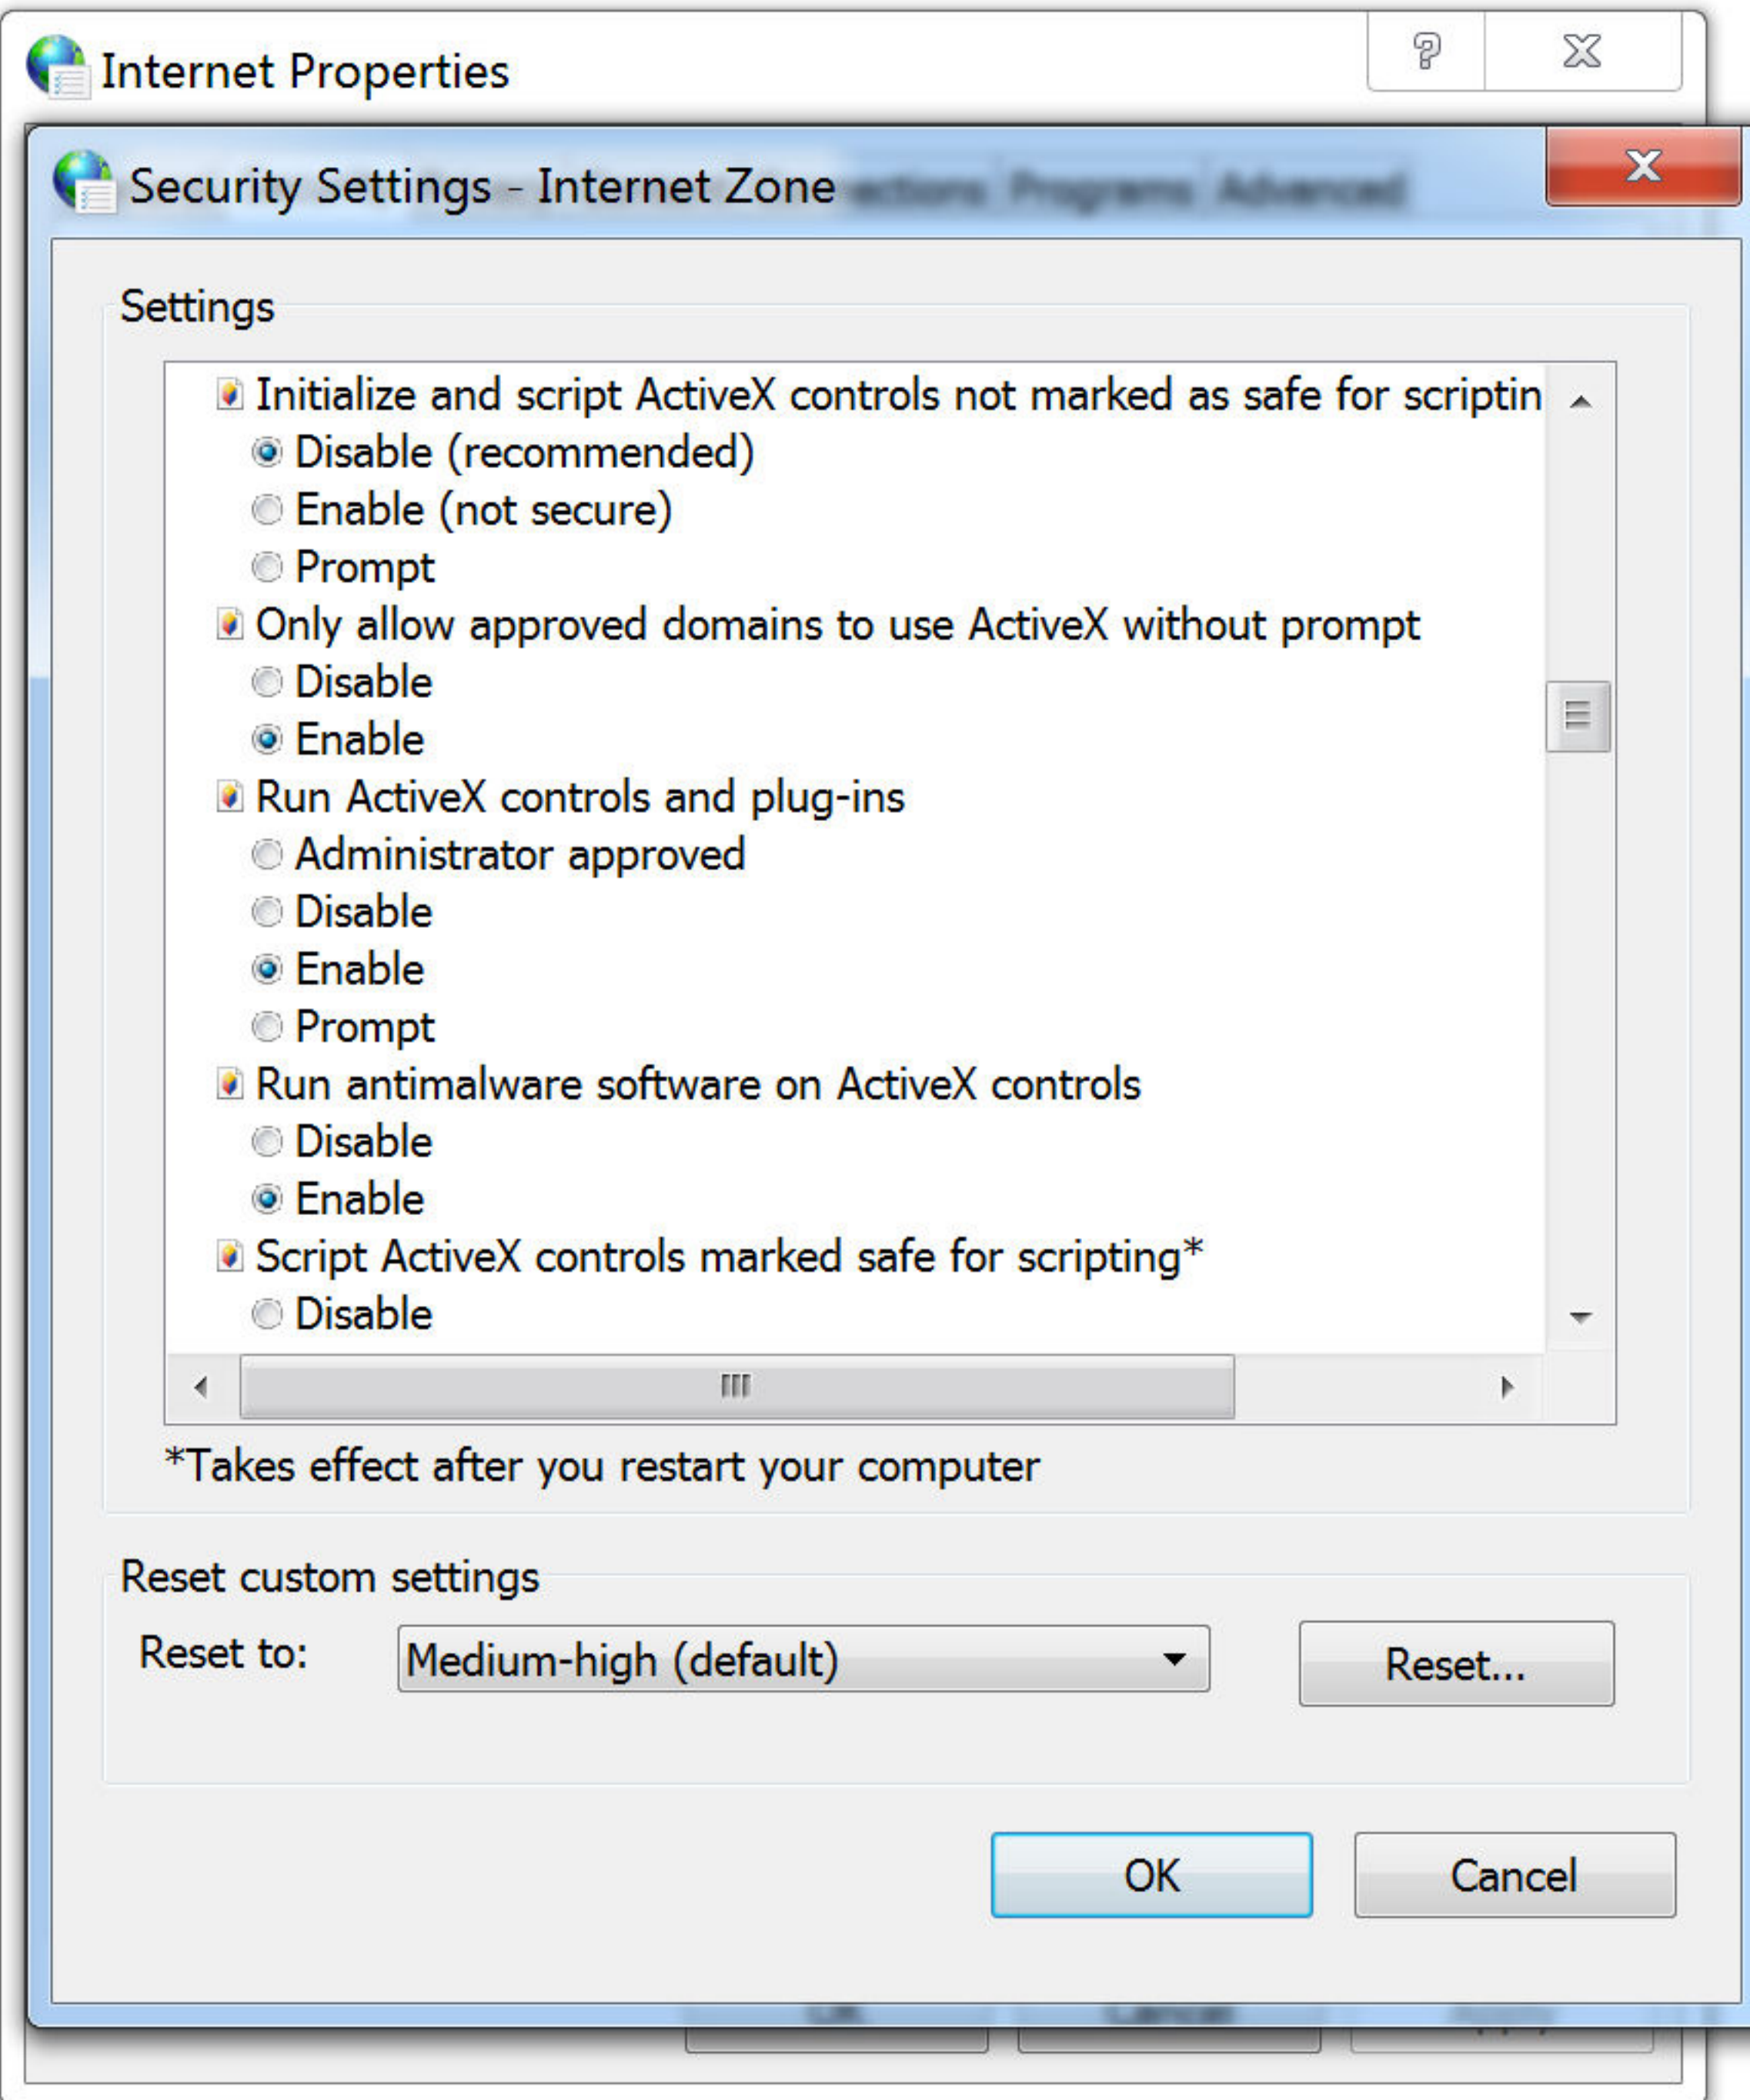 Internet Properties
Security Settings - Internet Zone
Programs Advanced
Settings
Initialize and script ActiveX controls not marked as safe for scriptin
Disable (recommended)
Enable (not secure)
Prompt
Only allow approved domains to use ActiveX without prompt
Disable
Enable
Run ActiveX controls and plug-ins
Administrator approved
Disable
Enable
Prompt
Run antimalware software on ActiveX controls
Disable
Enable
Script ActiveX controls marked safe for scripting*
Disable
*Takes effect after you restart your computer
Reset custom settings
Reset to:
Medium-high (default)
Reset...
OK
Cancel